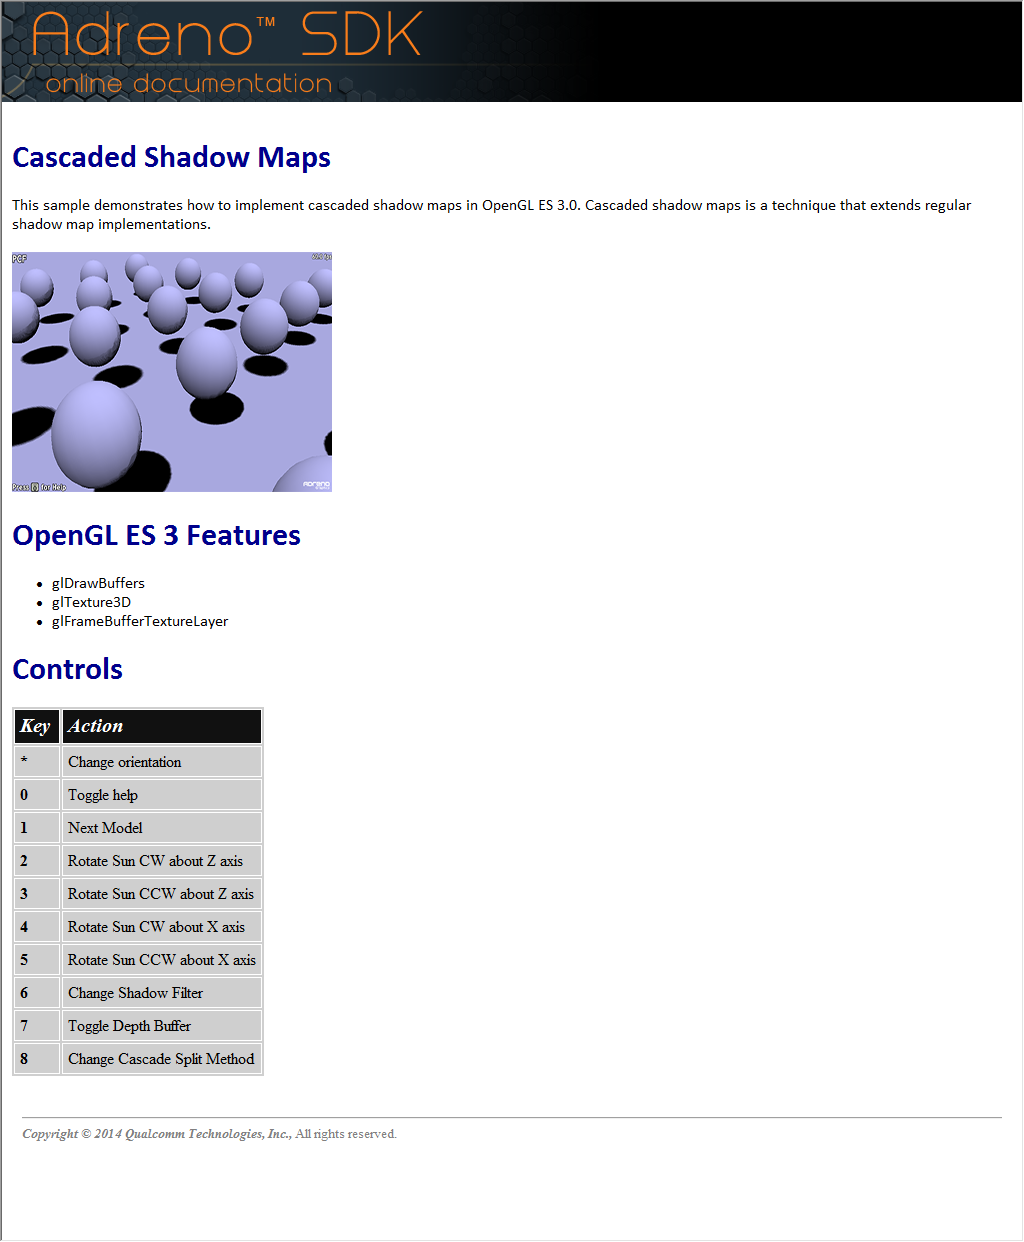 Adreno™ SDK
online documentation
Cascaded Shadow Maps
This sample demonstrates how to implement cascaded shadow maps in OpenGL ES 3.0. Cascaded shadow maps is a technique that extends regular
shadow map implementations.
PCF
Press 0 for Help
Adreno
OpenGL ES 3 Features
• glDrawBuffers
• glTexture3D
• glFrameBufferTextureLayer
Controls
Key Action
* Change orientation
0 Toggle help
1 Next Model
2 Rotate Sun CW about Z axis
3 Rotate Sun CCW about Z axis
4 Rotate Sun CW about X axis
5 Rotate Sun CCW about X axis
6 Change Shadow Filter
7 Toggle Depth Buffer
8 Change Cascade Split Method
Copyright © 2014 Qualcomm Technologies, Inc., All rights reserved.